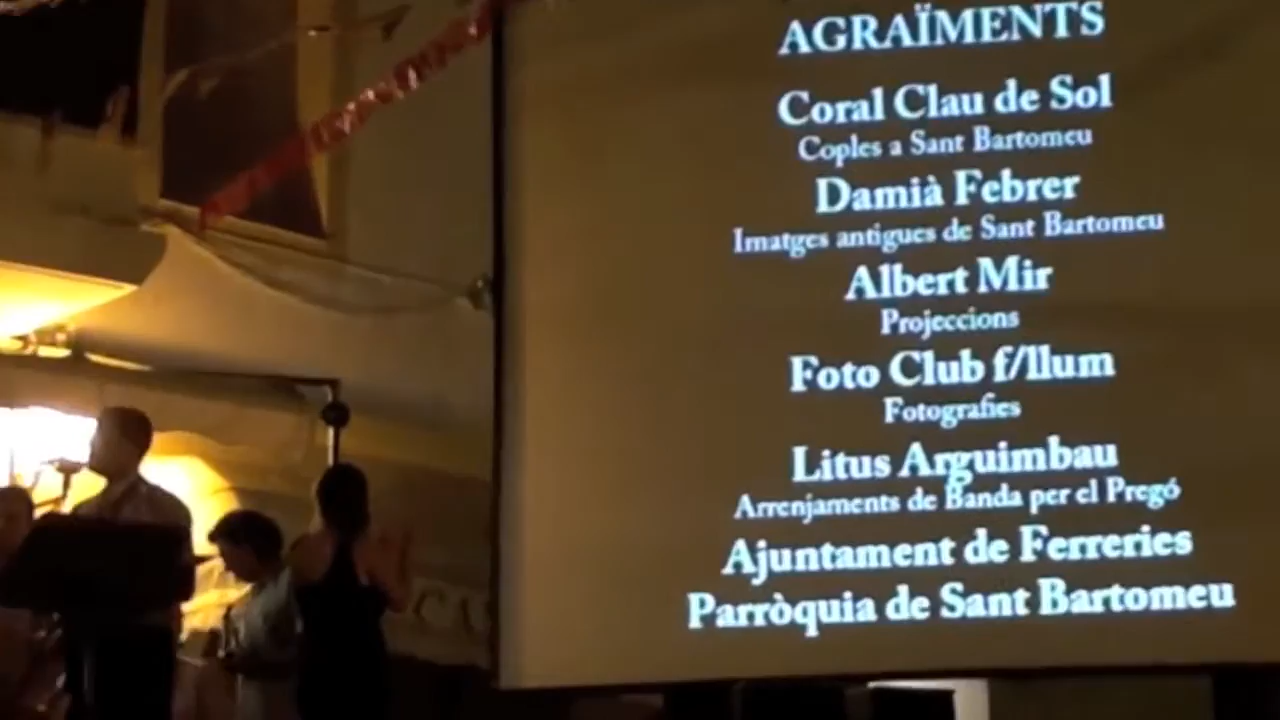 AGRAÏMENTS
Coral Clau de Sol
Coples a Sant Bartomeu
Damià Febrer
Imatges antigues de Sant Bartomeu
Albert Mir
Projeccions
Foto Club f/llum
Fotografies
Litus Arguimbau
Arrenjaments de Banda per el Pregó
Ajuntament de Ferreries
Parròquia de Sant Bartomeu